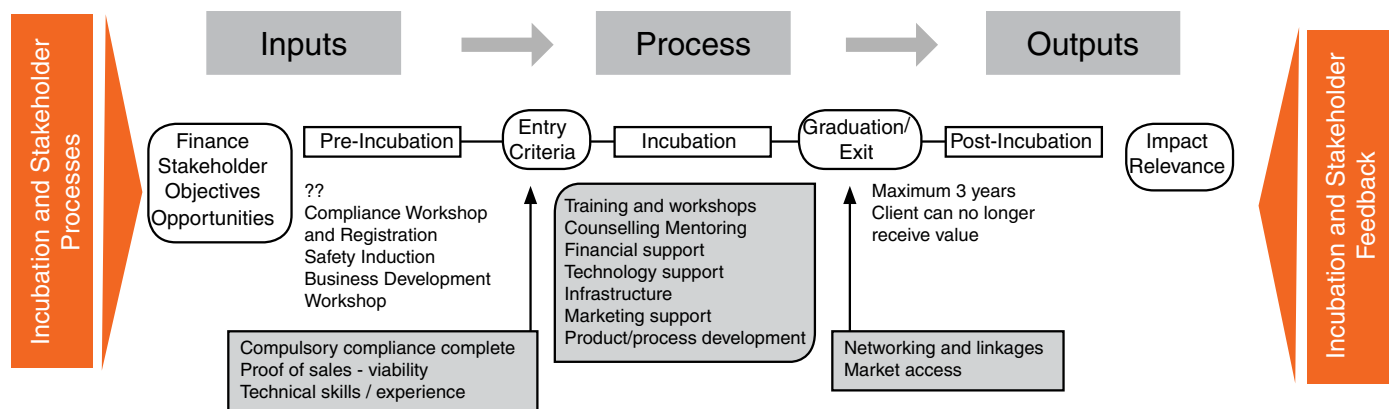 Incubation and Stakeholder
Processes
Inputs
Process
Outputs
Finance
Stakeholder
Objectives
Opportunities
Pre-Incubation
Entry
Criteria
Incubation
Graduation/
Exit
Post-Incubation
Impact
Relevance
??
Compliance Workshop
and Registration
Safety Induction
Business Development
Workshop
Training and workshops
Counselling Mentoring
Financial support
Technology support
Infrastructure
Marketing support
Product/process development
Maximum 3 years
Client can no longer
receive value
Compulsory compliance complete
Proof of sales - viability
Technical skills / experience
Networking and linkages
Market access
Incubation and Stakeholder
Feedback